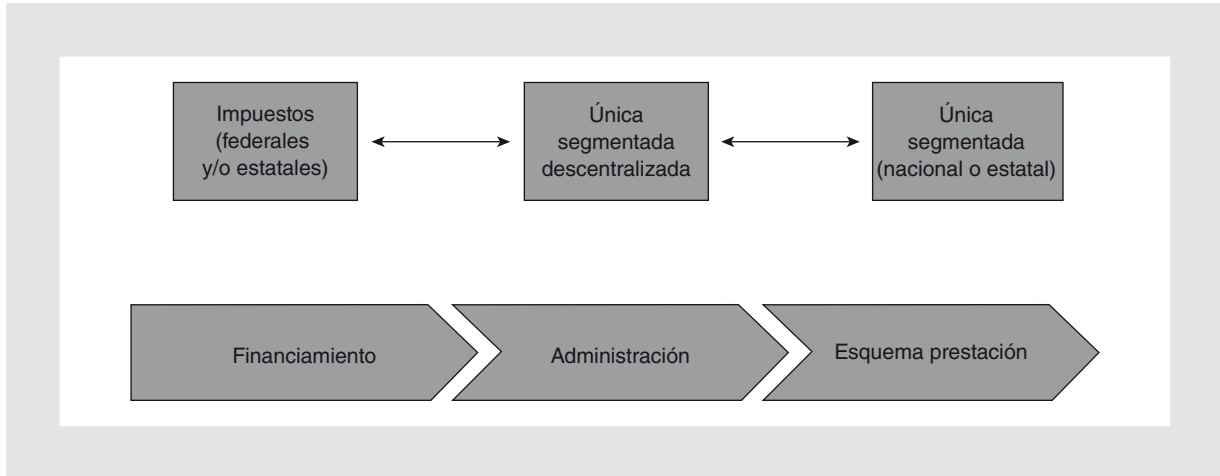 Impuestos
(federales
y/o estatales)
Única
segmentada
descentralizada
Única
segmentada
(nacional o estatal)
Financiamiento
Administración
Esquema prestación